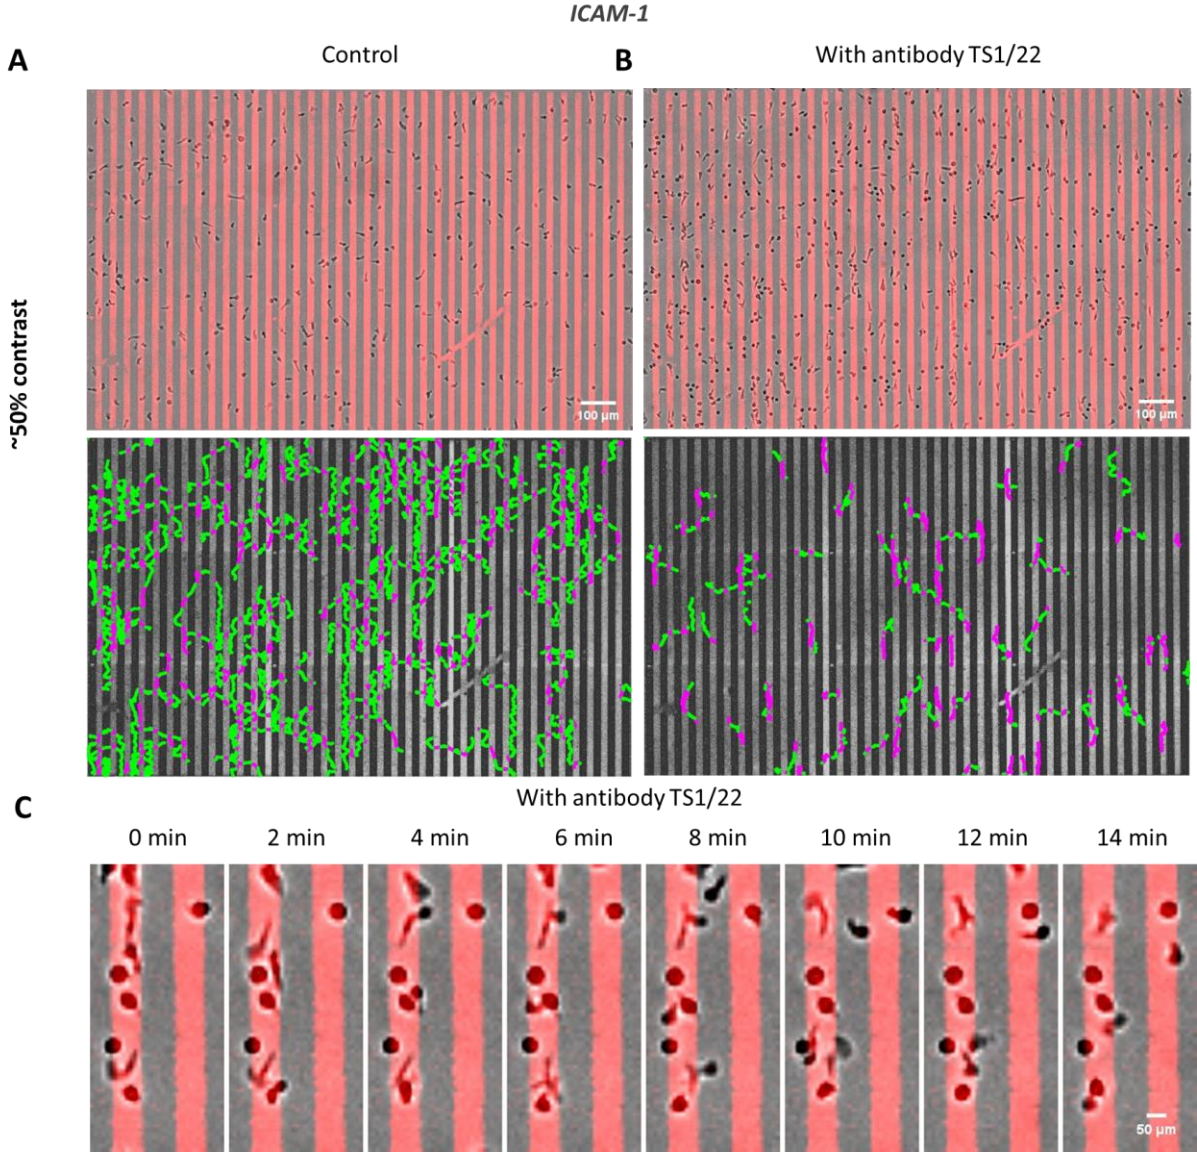 ICAM-1
A
Control
B
With antibody TS1/22
~50% contrast
100 μm
100 μm
With antibody TS1/22
C
0 min
2 min
4 min
6 min
8 min
10 min
12 min
14 min
50 μm